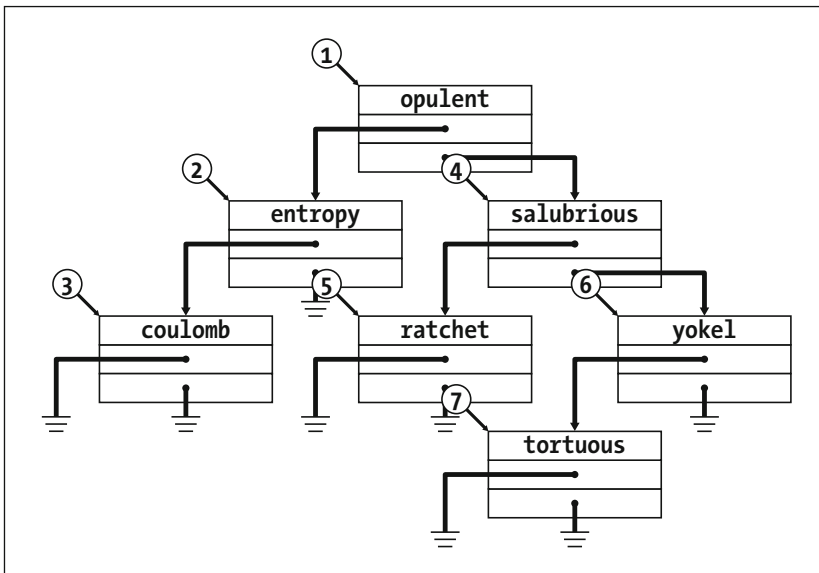 1
opulent
2
4
entropy
salubrious
3
5
6
coulomb
ratchet
yokel
7
tortuous